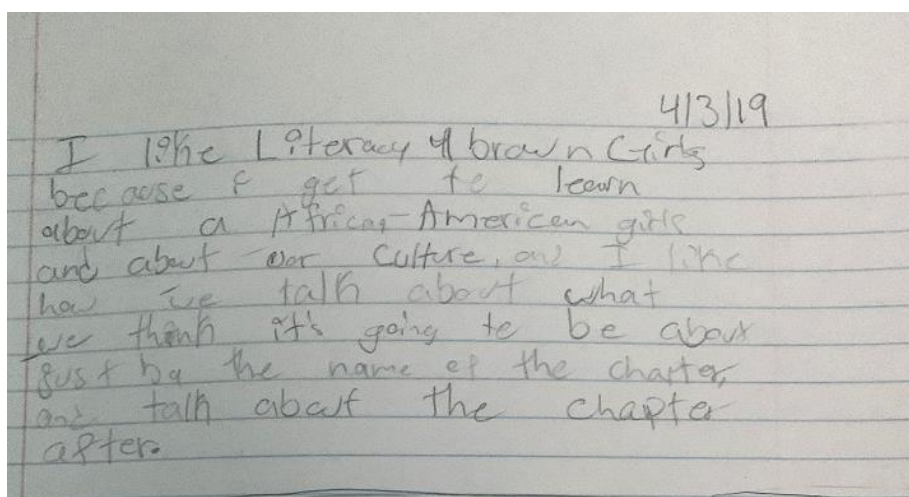 4/3/19
I like Literacy 4 brown Girls
because I get to learn
about a African-American girls
and about our Culture, and I like
how we talk about what
we think it's going to be about
just by the name of the chapter,
and talk about the chapter
after.